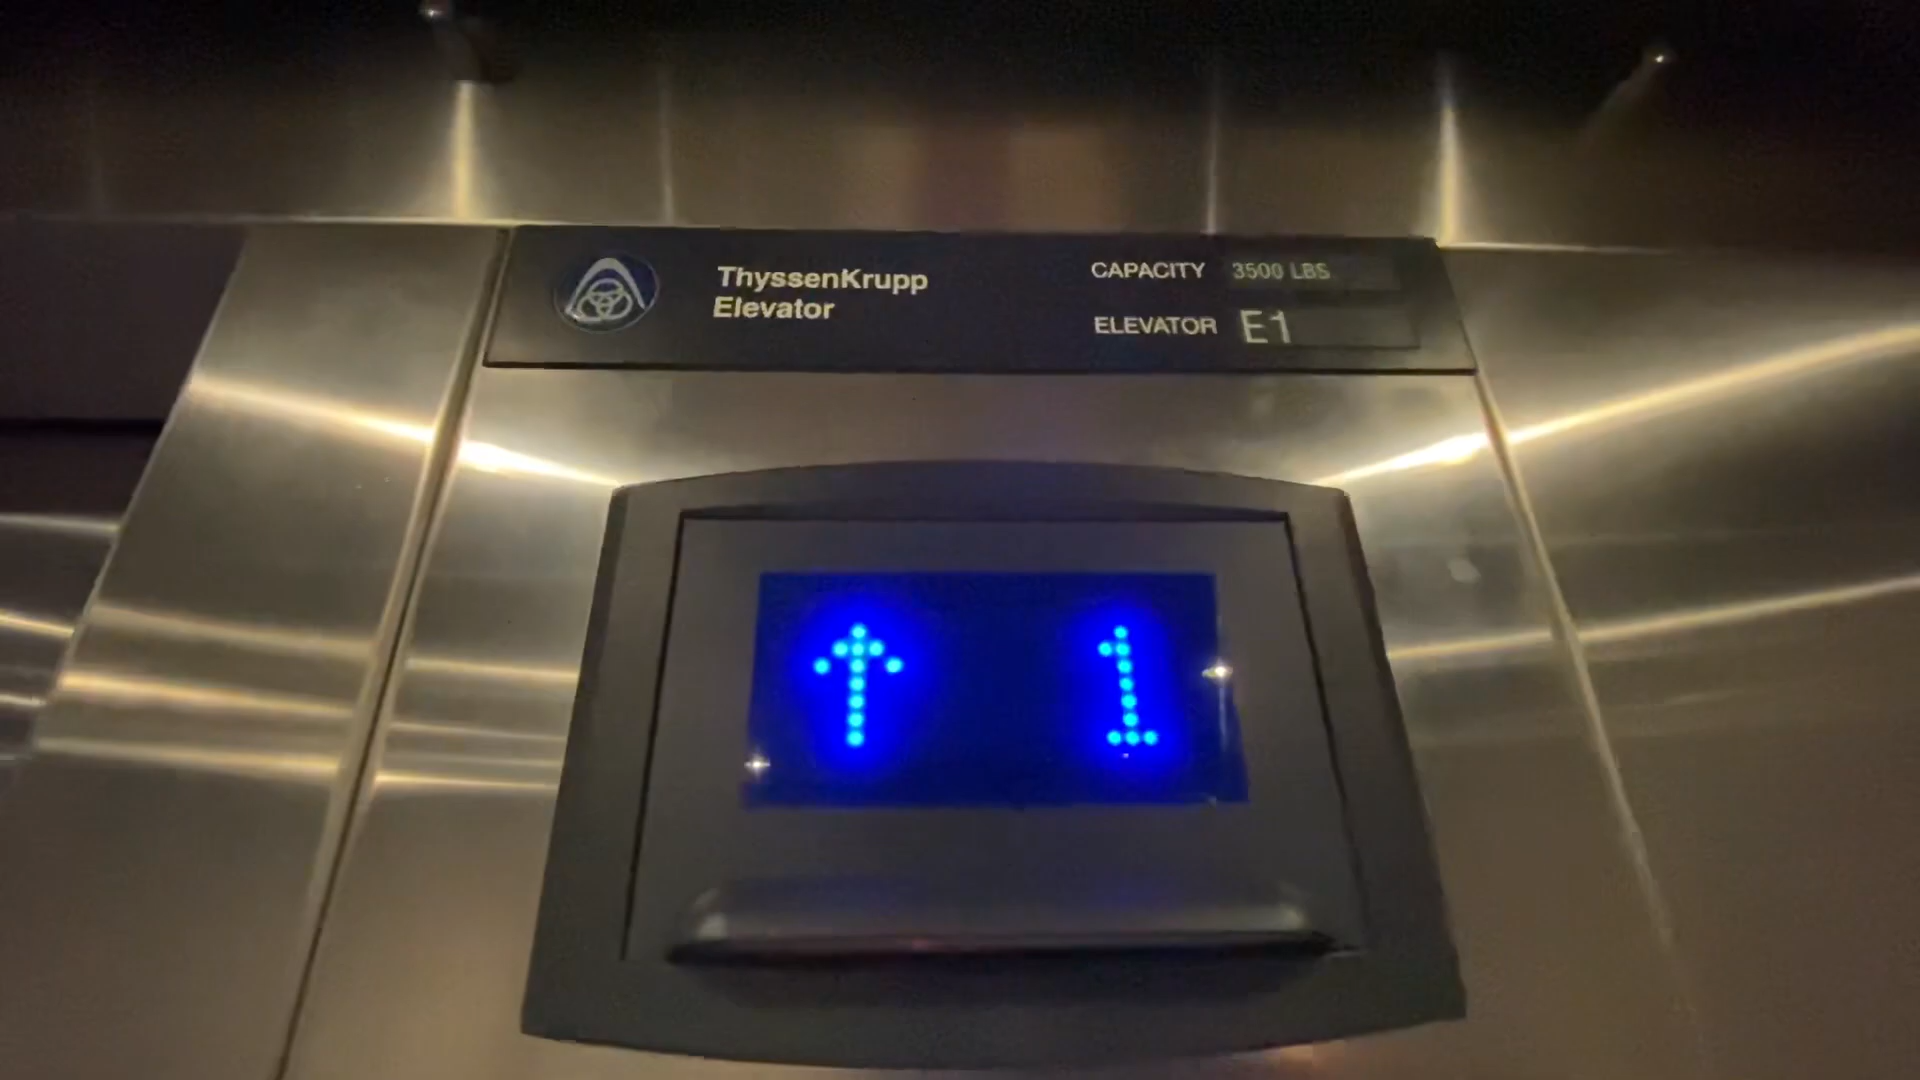 ThyssenKrupp
Elevator
CAPACITY 3500 LBS
ELEVATOR E1
↑ 1